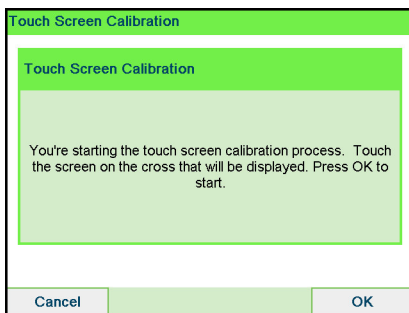 Touch Screen Calibration
Touch Screen Calibration
You're starting the touch screen calibration process.  Touch
the screen on the cross that will be displayed. Press OK to
start.
Cancel
OK